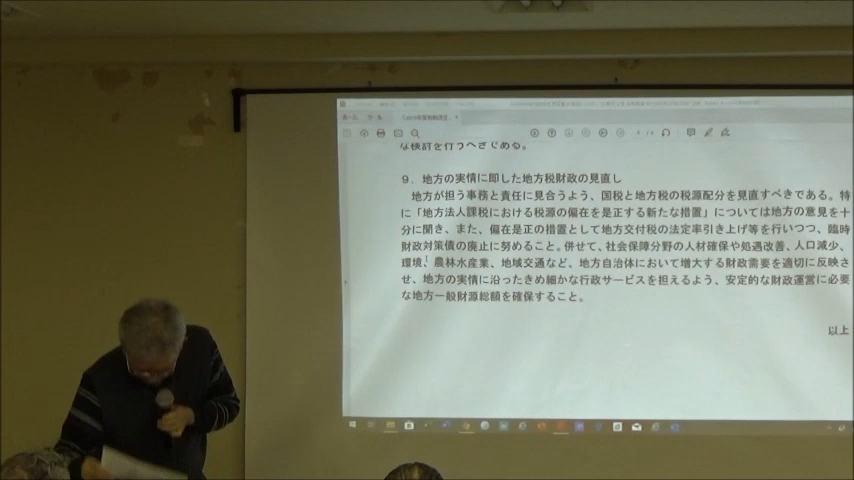 な検討を行うべきである。
9．地方の実情に即した地方税財政の見直し
地方が担う事務と責任に見合うよう、国税と地方税の税源配分を見直すべきである。特
に「地方法人課税における税源の偏在を是正する新たな措置」については地方の意見を十
分に聞き、また、偏在是正の措置として地方交付税の法定率引き上げ等を行いつつ、臨時
財政対策債の廃止に努めること。併せて、社会保障分野の人材確保や処遇改善、人口減少、
環境、農林水産業、地域交通など、地方自治体において増大する財政需要を適切に反映さ
せ、地方の実情に沿ったきめ細かな行政サービスを担えるよう、安定的な財政運営に必要
な地方一般財源総額を確保すること。
以上